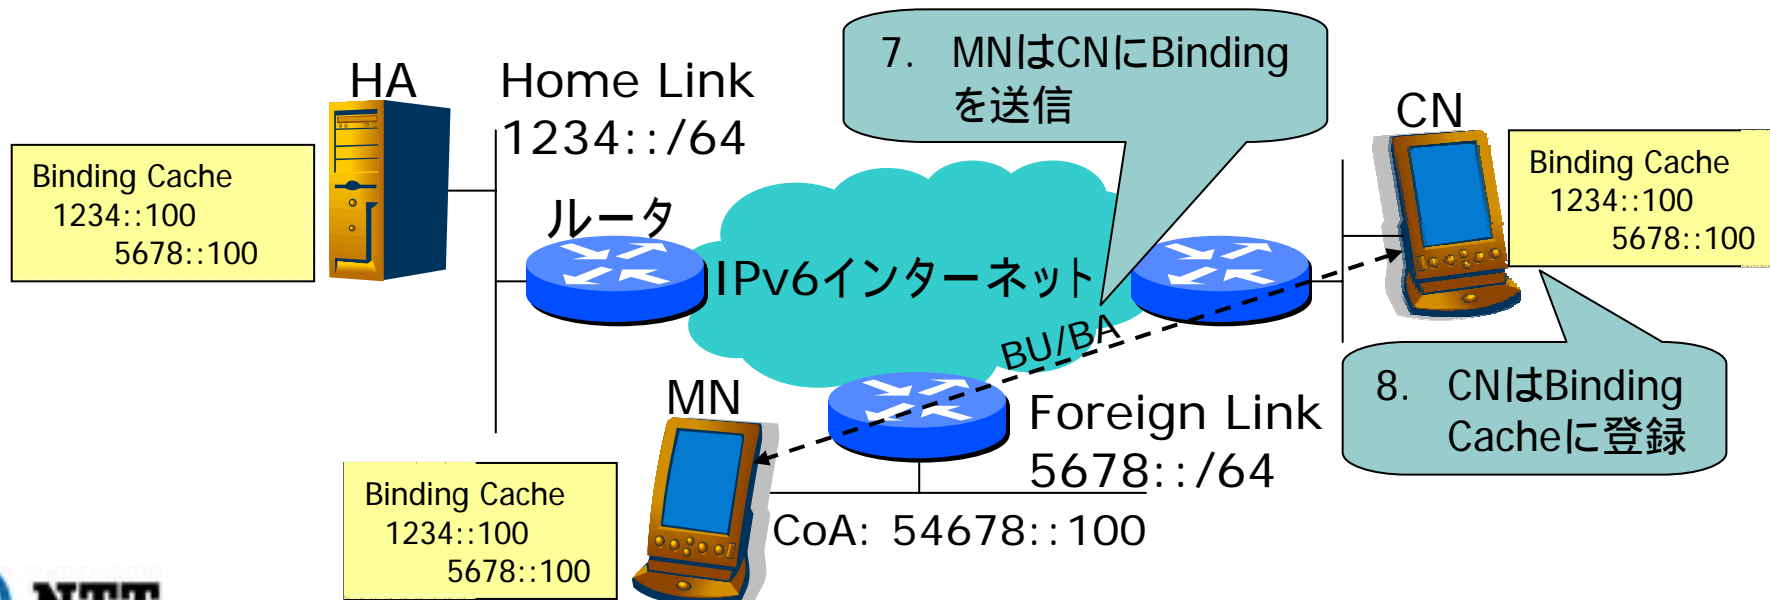 7. MNはCNにBinding
を送信
HA
Home Link
1234::/64
CN
Binding Cache
1234::100
5678::100
Binding Cache
1234::100
5678::100
ルータ
IPv6インターネット
BU/BA
8. CNはBinding
Cacheに登録
MN
Foreign Link
5678::/64
Binding Cache
1234::100
5678::100
CoA: 54678::100
NTT